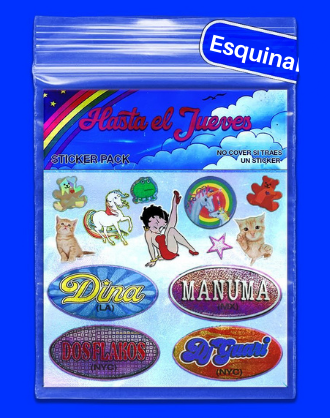 Esquina
Hasta el Jueves
STICKER PACK
NO COVER SI TRAES
UN STICKER
Dina
(LA)
MANUMA
(MX)
DOS FLAKOS
(NYC)
(NYC)